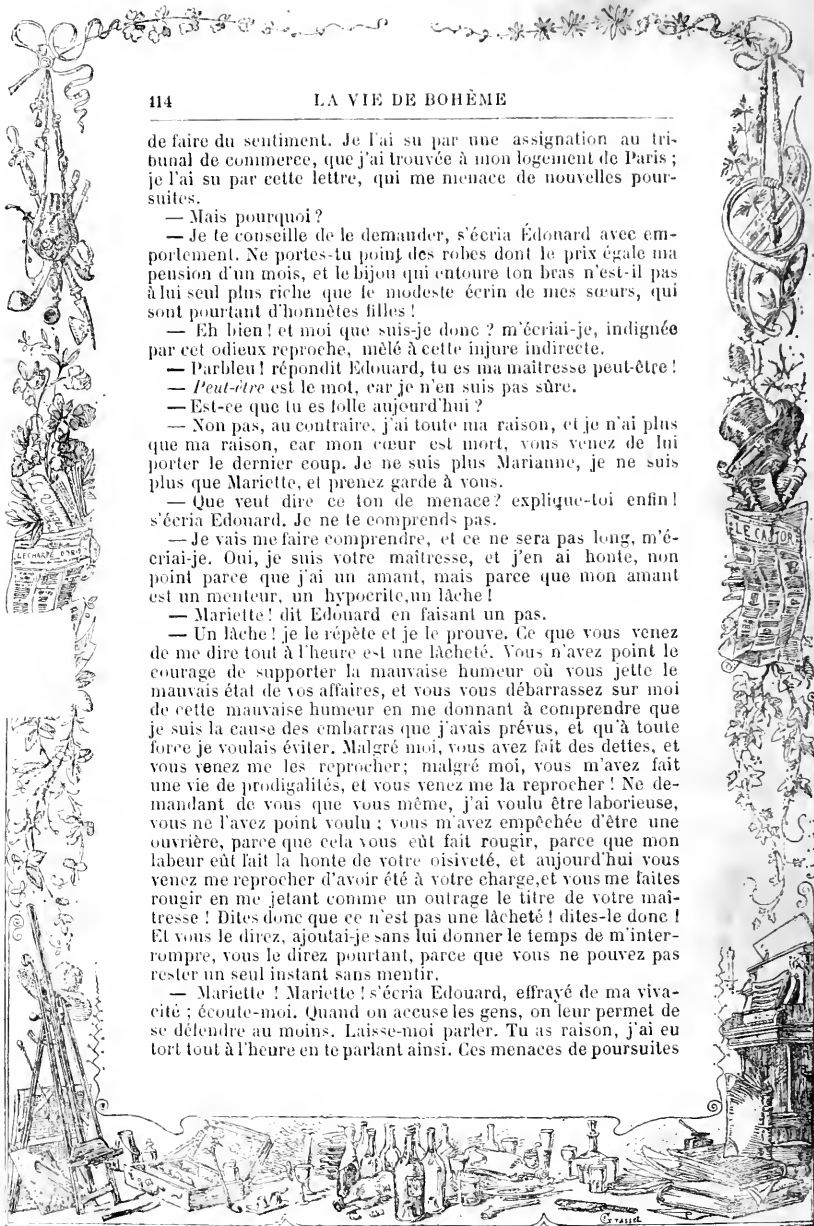 114 LA VIE DE BOHÈME
de faire du sentiment. Je l'ai su par une assignation au tri-
bunal de commerce, que j'ai trouvée à mon logement de Paris ;
je l'ai su par cette lettre, qui me menace de nouvelles pour-
suites.
— Mais pourquoi ?
— Je te conseille de le demander, s'écria Édouard avec em-
portement. Ne portes-tu point des robes dont le prix égale ma
pension d'un mois, et le bijou qui entoure ton bras n'est-il pas
à lui seul plus riche que le modeste écrin de mes sœurs, qui
sont pourtant d'honnêtes filles !
— Eh bien ! et moi que suis-je donc ? m'écriai-je, indignée
par cet odieux reproche, mêlé à cette injure indirecte.
— Parbleu ! répondit Edouard, tu es ma maîtresse peut-être !
— Peut-être est le mot, car je n'en suis pas sûre.
— Est-ce que tu es folle aujourd'hui ?
— Non pas, au contraire, j'ai toute ma raison, et je n'ai plus
que ma raison, car mon cœur est mort, vous venez de lui
porter le dernier coup. Je ne suis plus Marianne, je ne suis
plus que Mariette, et prenez garde à vous.
— Que veut dire ce ton de menace ? explique-toi enfin !
s'écria Edouard. Je ne te comprends pas.
— Je vais me faire comprendre, et ce ne sera pas long, m'é-
criai-je. Oui, je suis votre maîtresse, et j'en ai honte, non
point parce que j'ai un amant, mais parce que mon amant
est un menteur, un hypocrite, un lâche !
— Mariette ! dit Edouard en faisant un pas.
— Un lâche ! je le répète et je le prouve. Ce que vous venez
de me dire tout à l'heure est une lâcheté. Vous n'avez point le
courage de supporter la mauvaise humeur où vous jette le
mauvais état de vos affaires, et vous vous débarrassez sur moi
de cette mauvaise humeur en me donnant à comprendre que
je suis la cause des embarras que j'avais prévus, et qu'à toute
force je voulais éviter. Malgré moi, vous avez fait des dettes, et
vous venez me les reprocher ; malgré moi, vous m'avez fait
une vie de prodigalités, et vous venez me la reprocher ! Ne de-
mandant de vous que vous même, j'ai voulu être laborieuse,
vous ne l'avez point voulu ; vous m'avez empêchée d'être une
ouvrière, parce que cela vous eût fait rougir, parce que mon
labeur eût fait la honte de votre oisiveté, et aujourd'hui vous
venez me reprocher d'avoir été à votre charge, et vous me faites
rougir en me jetant comme un outrage le titre de votre maî-
tresse ! Dites donc que ce n'est pas une lâcheté ! dites-le donc !
Et vous le direz, ajoutai-je sans lui donner le temps de m'inter-
rompre, vous le direz pourtant, parce que vous ne pouvez pas
rester un seul instant sans mentir.
— Mariette ! Mariette ! s'écria Edouard, effrayé de ma viva-
cité ; écoute-moi. Quand on accuse les gens, on leur permet de
se défendre au moins. Laisse-moi parler. Tu as raison, j'ai eu
tort tout à l'heure en te parlant ainsi. Ces menaces de poursuites
LE CASTOR